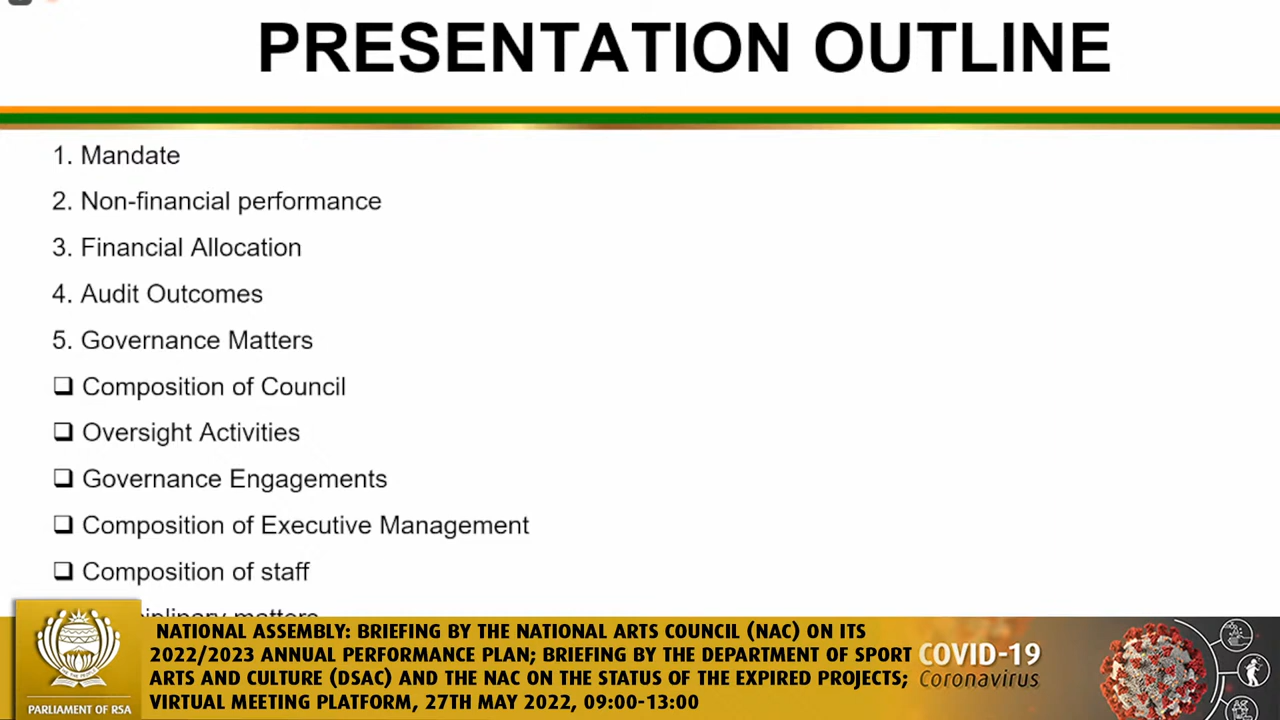 PRESENTATION OUTLINE
1. Mandate
2. Non-financial performance
3. Financial Allocation
4. Audit Outcomes
5. Governance Matters
❑ Composition of Council
❑ Oversight Activities
❑ Governance Engagements
❑ Composition of Executive Management
❑ Composition of staff
matters
NATIONAL ASSEMBLY: BRIEFING BY THE NATIONAL ARTS COUNCIL (NAC) ON ITS
2022/2023 ANNUAL PERFORMANCE PLAN; BRIEFING BY THE DEPARTMENT OF SPORT
ARTS AND CULTURE (DSAC) AND THE NAC ON THE STATUS OF THE EXPIRED PROJECTS;
VIRTUAL MEETING PLATFORM, 27TH MAY 2022, 09:00-13:00
PARLIAMENT OF RSA
COVID-19
Coronavirus